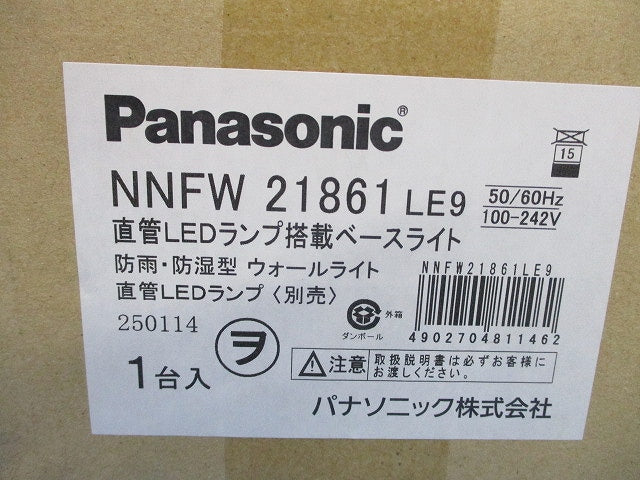 Panasonic®
15
NNFW 21861 LE9
50/60Hz
100-242V
直管LEDランプ搭載ベースライト
防雨・防湿型 ウォールライト
直管LEDランプ〈別売〉
NNFW21861LE9
4902704811462
外箱
ダンボール
250114
ヲ
1台入
注意
取扱説明書は必ずお客様に
お渡しください。
パナソニック株式会社